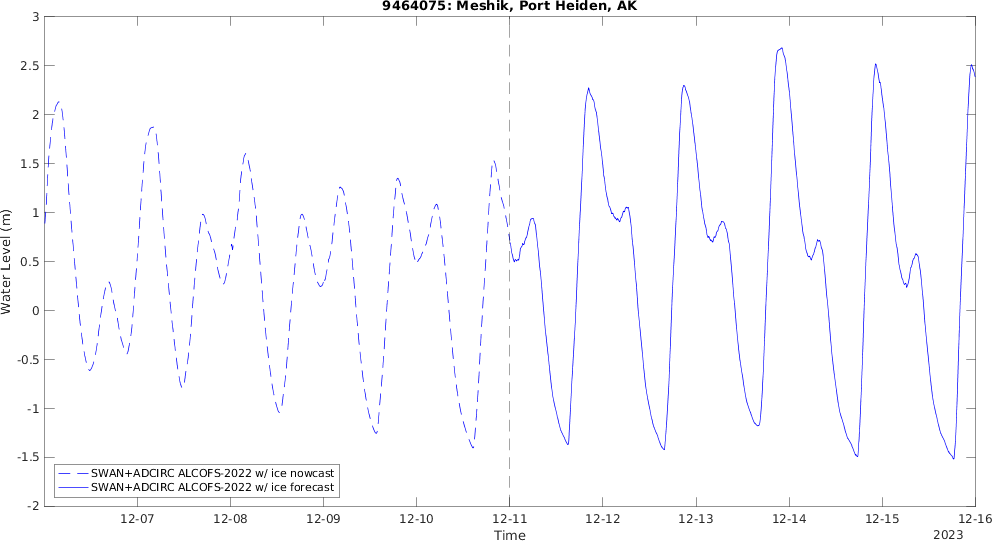 9464075: Meshik, Port Heiden, AK
Water Level (m)
3
2.5
2
1.5
1
0.5
0
-0.5
-1
-1.5
-2
SWAN+ADCIRC ALCOFS-2022 w/ ice nowcast
SWAN+ADCIRC ALCOFS-2022 w/ ice forecast
12-07 12-08 12-09 12-10 12-11 12-12 12-13 12-14 12-15 12-16
Time
2023